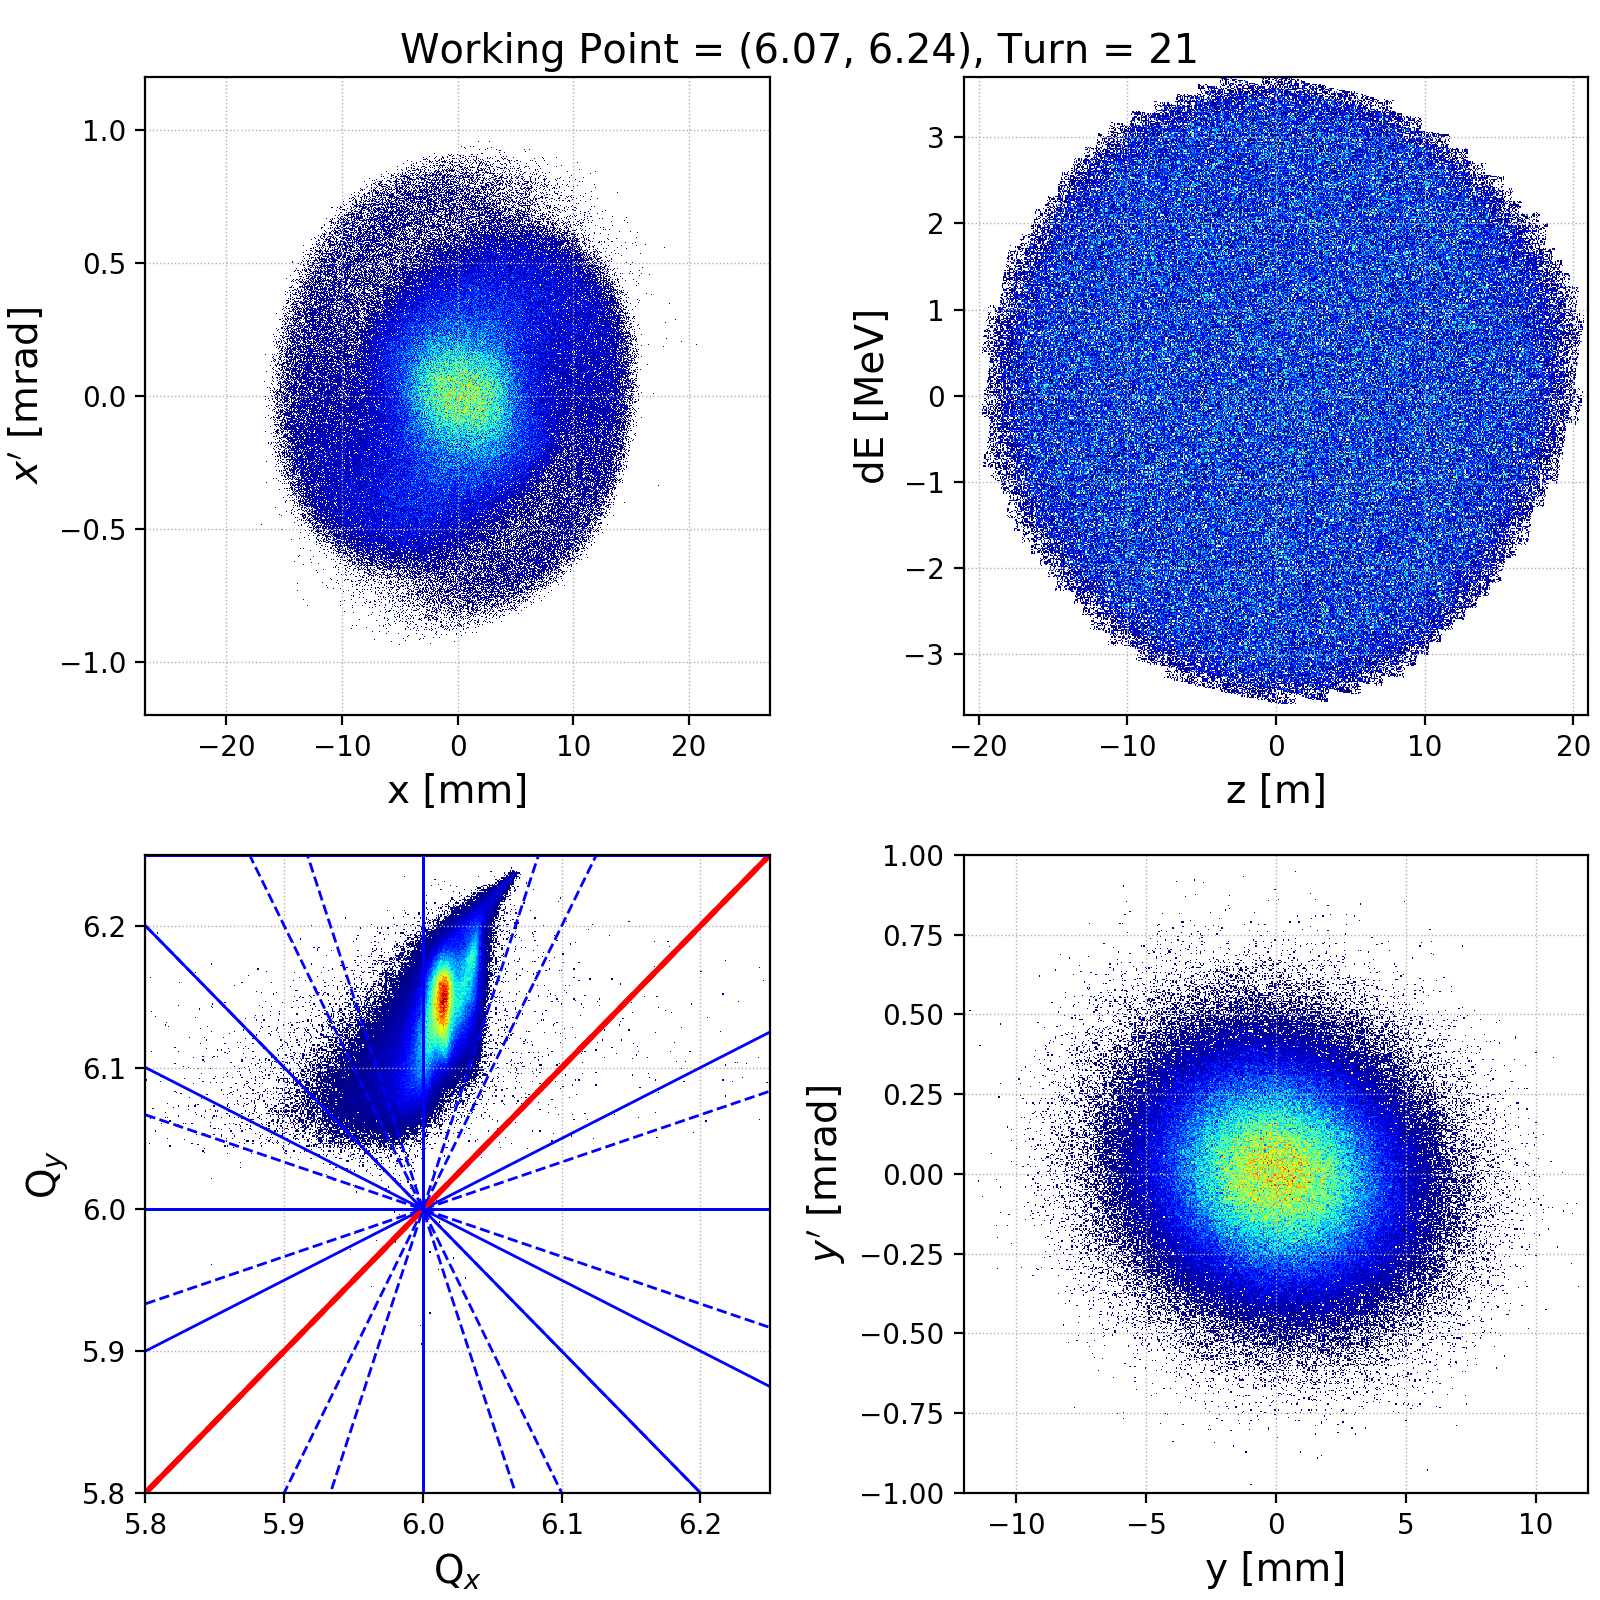 Working Point = (6.07, 6.24), Turn = 21
1.0
0.5
0.0
−0.5
−1.0
x′ [mrad]
−20 −10 0 10 20
x [mm]
3
2
1
0
−1
−2
−3
dE [MeV]
−20 −10 0 10 20
z [m]
6.2
6.1
6.0
5.9
5.8
Qy
5.8 5.9 6.0 6.1 6.2
Qx
1.00
0.75
0.50
0.25
0.00
−0.25
−0.50
−0.75
−1.00
y′ [mrad]
−10 −5 0 5 10
y [mm]